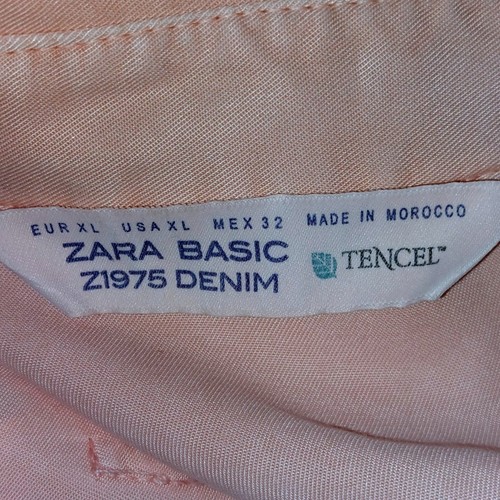 EUR XL USA XL MEX 32 MADE IN MOROCCO
ZARA BASIC
Z1975 DENIM
TENCEL™